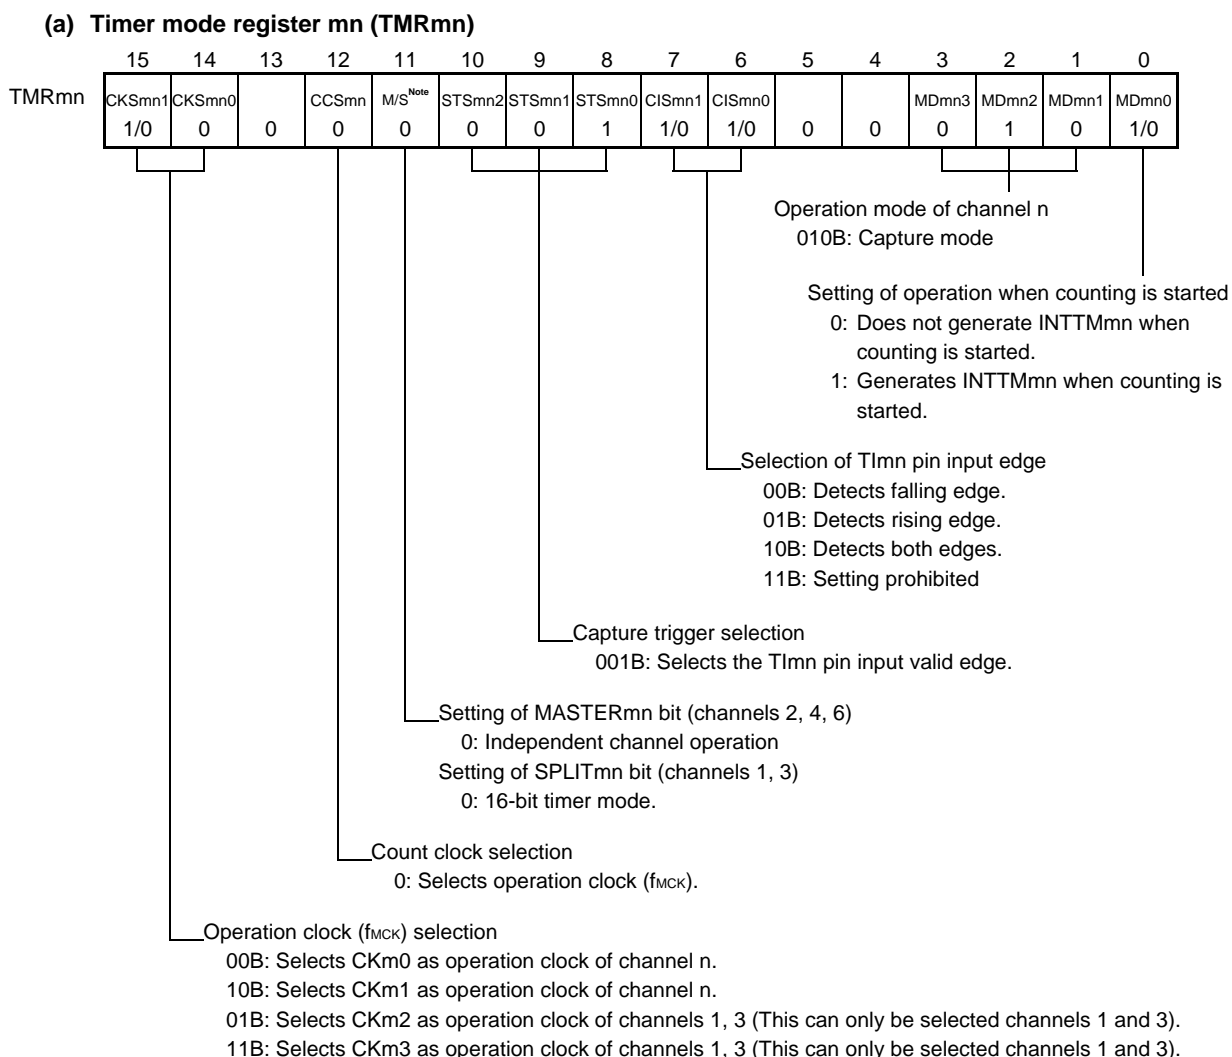 (a) Timer mode register mn (TMRmn)
15 14 13 12 11 10 9 8 7 6 5 4 3 2 1 0
TMRmn CKSmn1 CKSmn0 CCSmn M/S Note STSmn2 STSmn1 STSmn0 CISmn1 CISmn0 MDmn3 MDmn2 MDmn1 MDmn0
1/0 0 0 0 0 0 0 1 1/0 1/0 0 0 0 1 0 1/0
Operation mode of channel n
010B: Capture mode
Setting of operation when counting is started
0: Does not generate INTTMmn when
counting is started.
1: Generates INTTMmn when counting is
started.
Selection of TImn pin input edge
00B: Detects falling edge.
01B: Detects rising edge.
10B: Detects both edges.
11B: Setting prohibited
Capture trigger selection
001B: Selects the TImn pin input valid edge.
Setting of MASTERmn bit (channels 2, 4, 6)
0: Independent channel operation
Setting of SPLITmn bit (channels 1, 3)
0: 16-bit timer mode.
Count clock selection
0: Selects operation clock (fMCK).
Operation clock (fMCK) selection
00B: Selects CKm0 as operation clock of channel n.
10B: Selects CKm1 as operation clock of channel n.
01B: Selects CKm2 as operation clock of channels 1, 3 (This can only be selected channels 1 and 3).
11B: Selects CKm3 as operation clock of channels 1, 3 (This can only be selected channels 1 and 3).